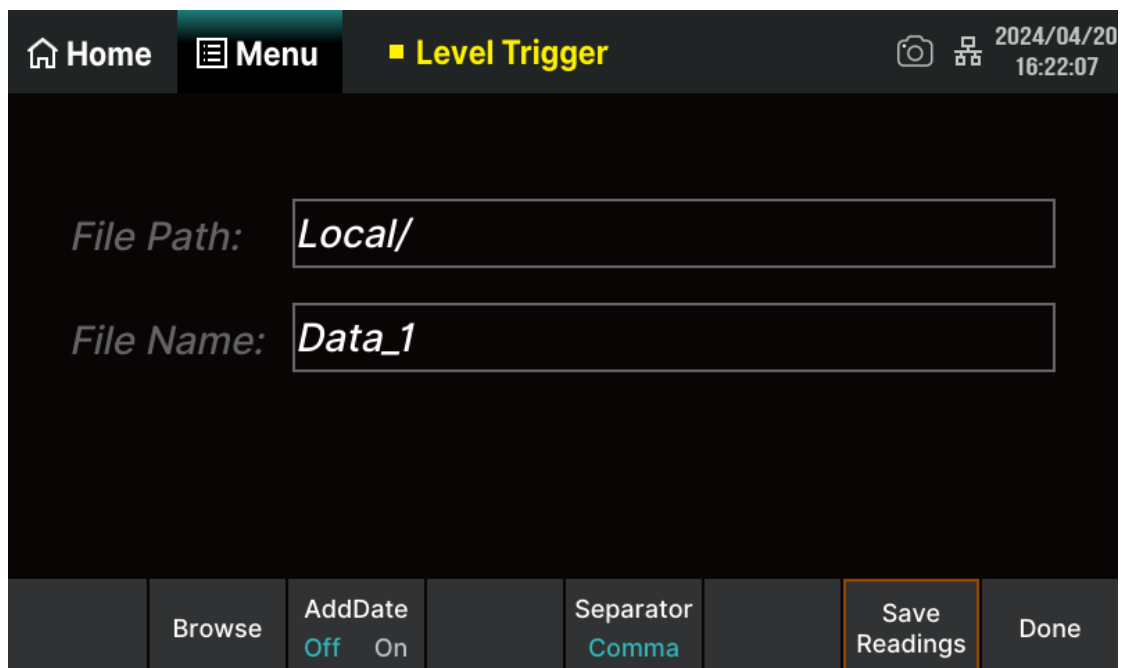 Home Menu Level Trigger 2024/04/20
16:22:07
File Path: Local/
File Name: Data_1
Browse AddDate Off On Separator Comma Save Readings Done